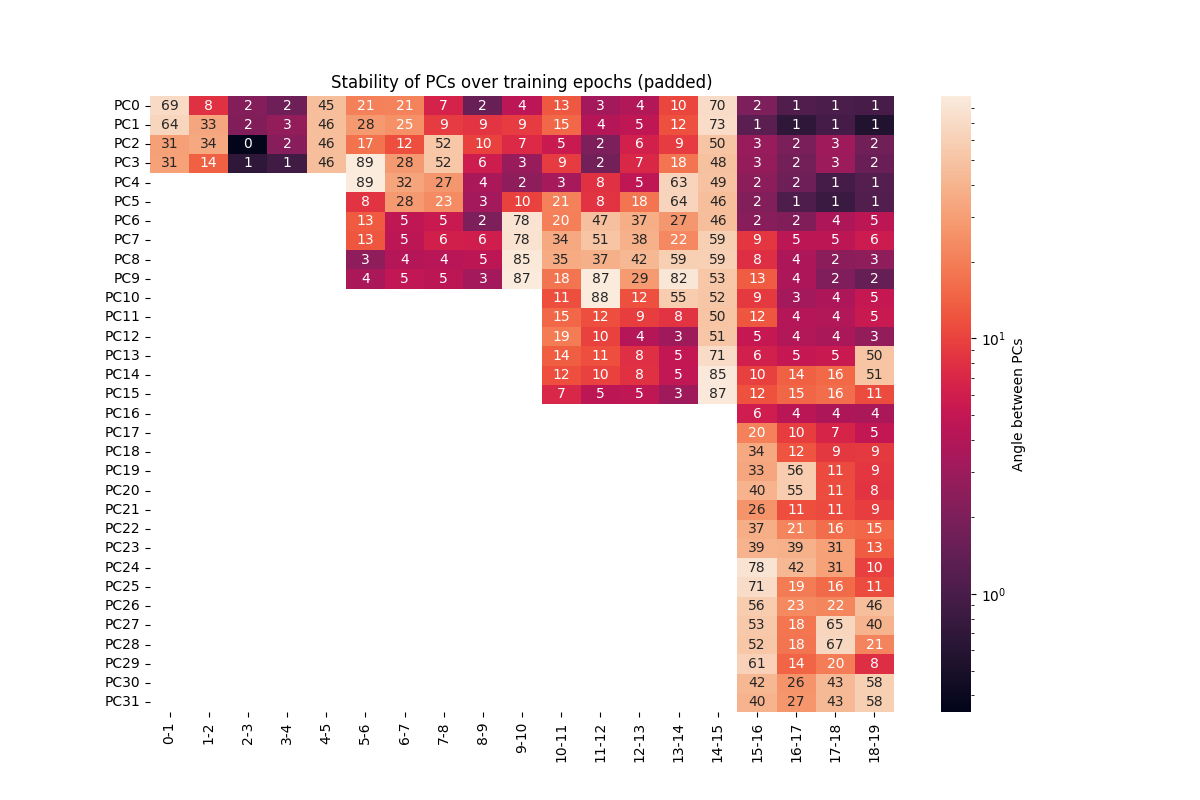 Stability of PCs over training epochs (padded)
PC0 69 8 2 2 45 21 21 7 2 4 13 3 4 10 70 2 1 1 1
PC1 64 33 2 3 46 28 25 9 9 9 15 4 5 12 73 1 1 1 1
PC2 31 34 0 2 46 17 12 52 10 7 5 2 6 9 50 3 2 3 2
PC3 31 14 1 1 46 89 28 52 6 3 9 2 7 18 48 3 2 3 2
PC4 89 32 27 4 2 3 8 5 63 49 2 2 1 1
PC5 8 28 23 3 10 21 8 18 64 46 2 1 1 1
PC6 13 5 5 2 78 20 47 37 27 46 2 2 4 5
PC7 13 5 6 6 78 34 51 38 22 59 9 5 5 6
PC8 3 4 4 5 85 35 37 42 59 59 8 4 2 3
PC9 4 5 5 3 87 18 87 29 82 53 13 4 2 2
PC10 11 88 12 55 52 9 3 4 5
PC11 15 12 9 8 50 12 4 4 5
PC12 19 10 4 3 51 5 4 4 3
PC13 14 11 8 5 71 6 5 5 50
PC14 12 10 8 5 85 10 14 16 51
PC15 7 5 5 3 87 12 15 16 11
PC16 6 4 4 4
PC17 20 10 7 5
PC18 34 12 9 9
PC19 33 56 11 9
PC20 40 55 11 8
PC21 26 11 11 9
PC22 37 21 16 15
PC23 39 39 31 13
PC24 78 42 31 10
PC25 71 19 16 11
PC26 56 23 22 46
PC27 53 18 65 40
PC28 52 18 67 21
PC29 61 14 20 8
PC30 42 26 43 58
PC31 40 27 43 58
0-1 1-2 2-3 3-4 4-5 5-6 6-7 7-8 8-9 9-10 10-11 11-12 12-13 13-14 14-15 15-16 16-17 17-18 18-19
10¹
10⁰
Angle between PCs